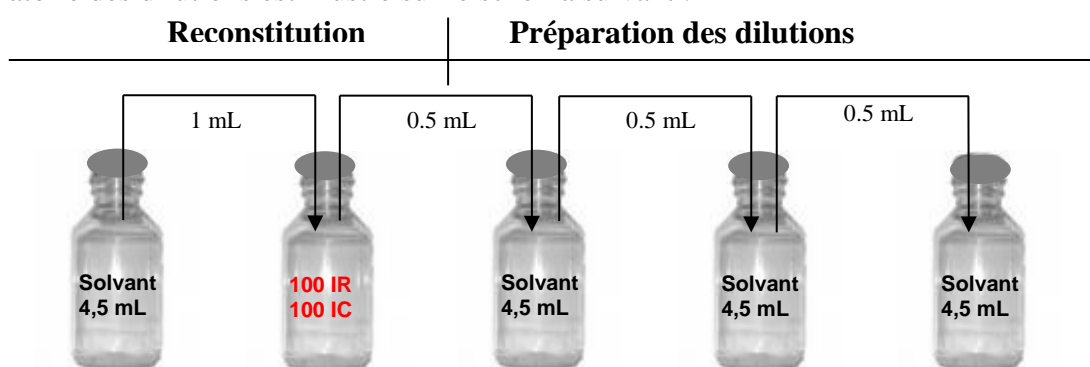 Reconstitution Préparation des dilutions
1 mL 0.5 mL 0.5 mL 0.5 mL
Solvant 100 IR Solvant Solvant Solvant
4,5 mL 100 IC 4,5 mL 4,5 mL 4,5 mL